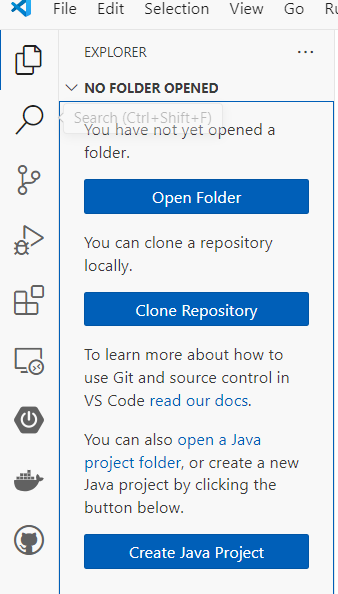 File Edit Selection View Go
EXPLORER
NO FOLDER OPENED
Search (Ctrl+Shift+F)
You have not yet opened a
folder.
Open Folder
You can clone a repository
locally.
Clone Repository
To learn more about how to
use Git and source control in
VS Code read our docs.
You can also open a Java
project folder, or create a new
Java project by clicking the
button below.
Create Java Project